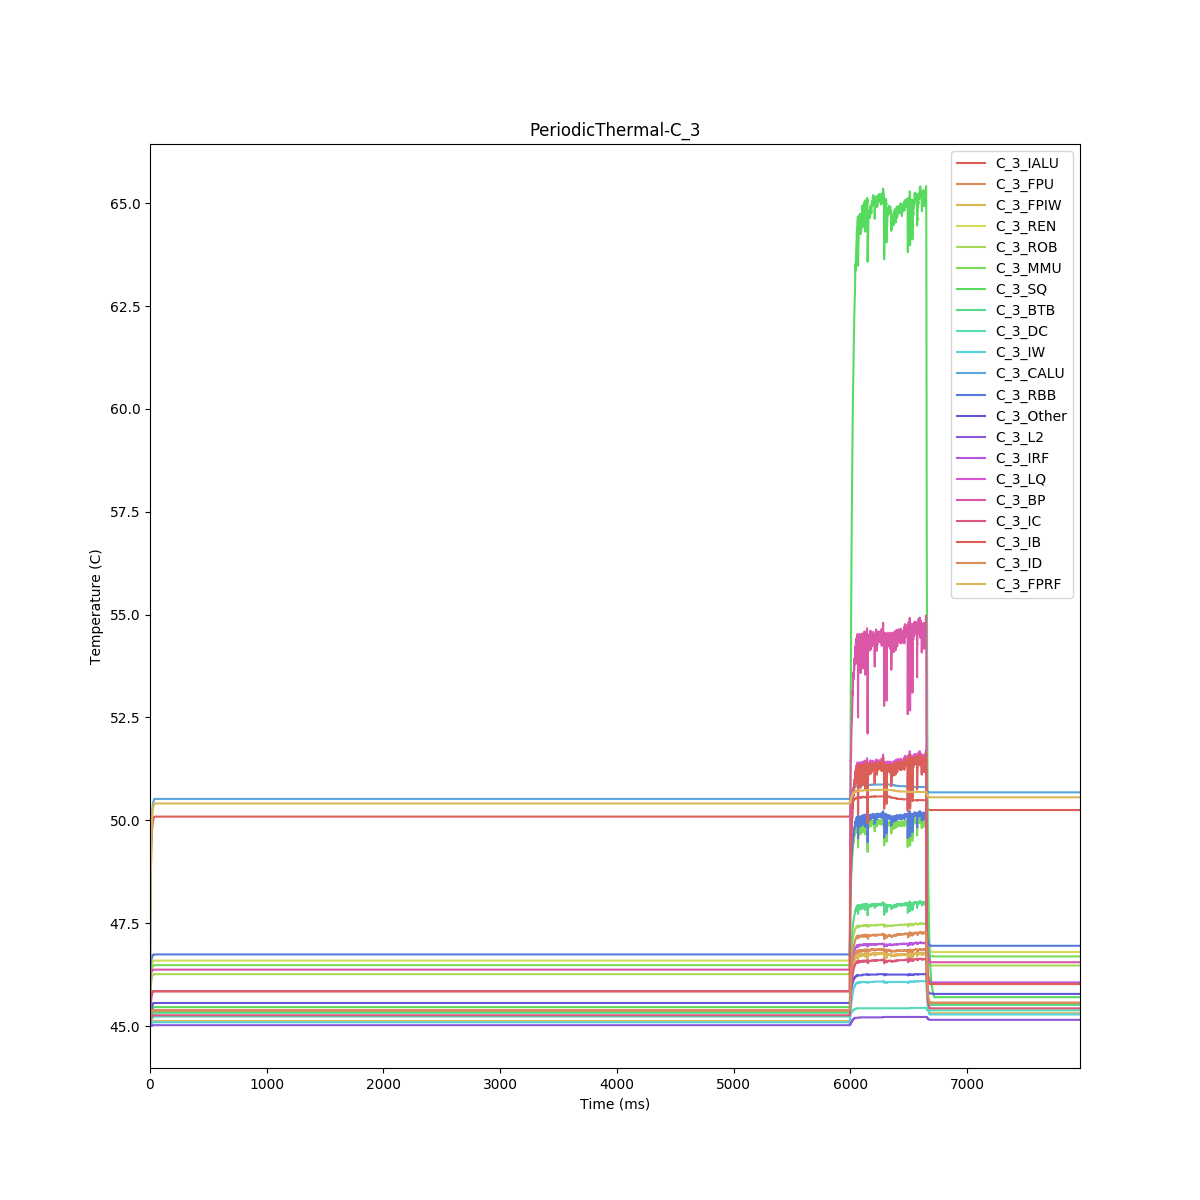 PeriodicThermal-C_3
C_3_IALU
C_3_FPU
C_3_FPIW
C_3_REN
C_3_ROB
C_3_MMU
C_3_SQ
C_3_BTB
C_3_DC
C_3_IW
C_3_CALU
C_3_RBB
C_3_Other
C_3_L2
C_3_IRF
C_3_LQ
C_3_BP
C_3_IC
C_3_IB
C_3_ID
C_3_FPRF
65.0
62.5
60.0
57.5
55.0
52.5
50.0
47.5
45.0
Temperature (C)
0 1000 2000 3000 4000 5000 6000 7000
Time (ms)